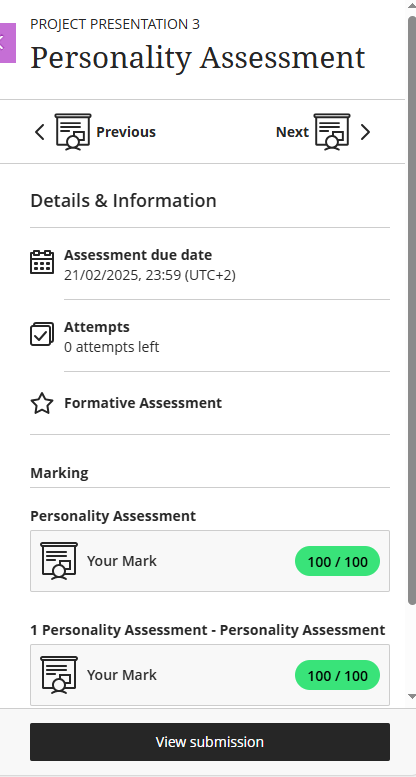 PROJECT PRESENTATION 3
Personality Assessment
Previous
Next
Details & Information
Assessment due date
21/02/2025, 23:59 (UTC+2)
Attempts
0 attempts left
Formative Assessment
Marking
Personality Assessment
Your Mark
100 / 100
1 Personality Assessment - Personality Assessment
Your Mark
100 / 100
View submission